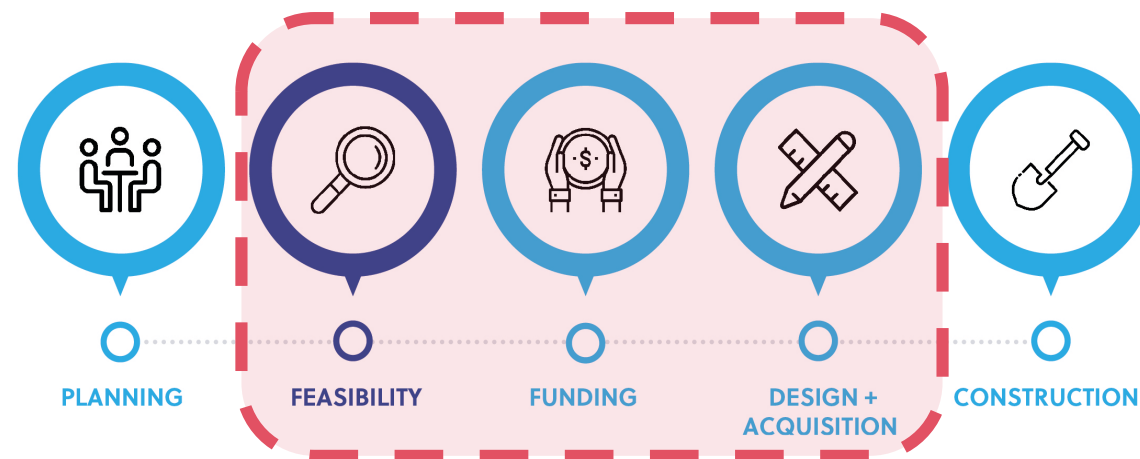 $
PLANNING
FEASIBILITY
FUNDING
DESIGN +
ACQUISITION
CONSTRUCTION